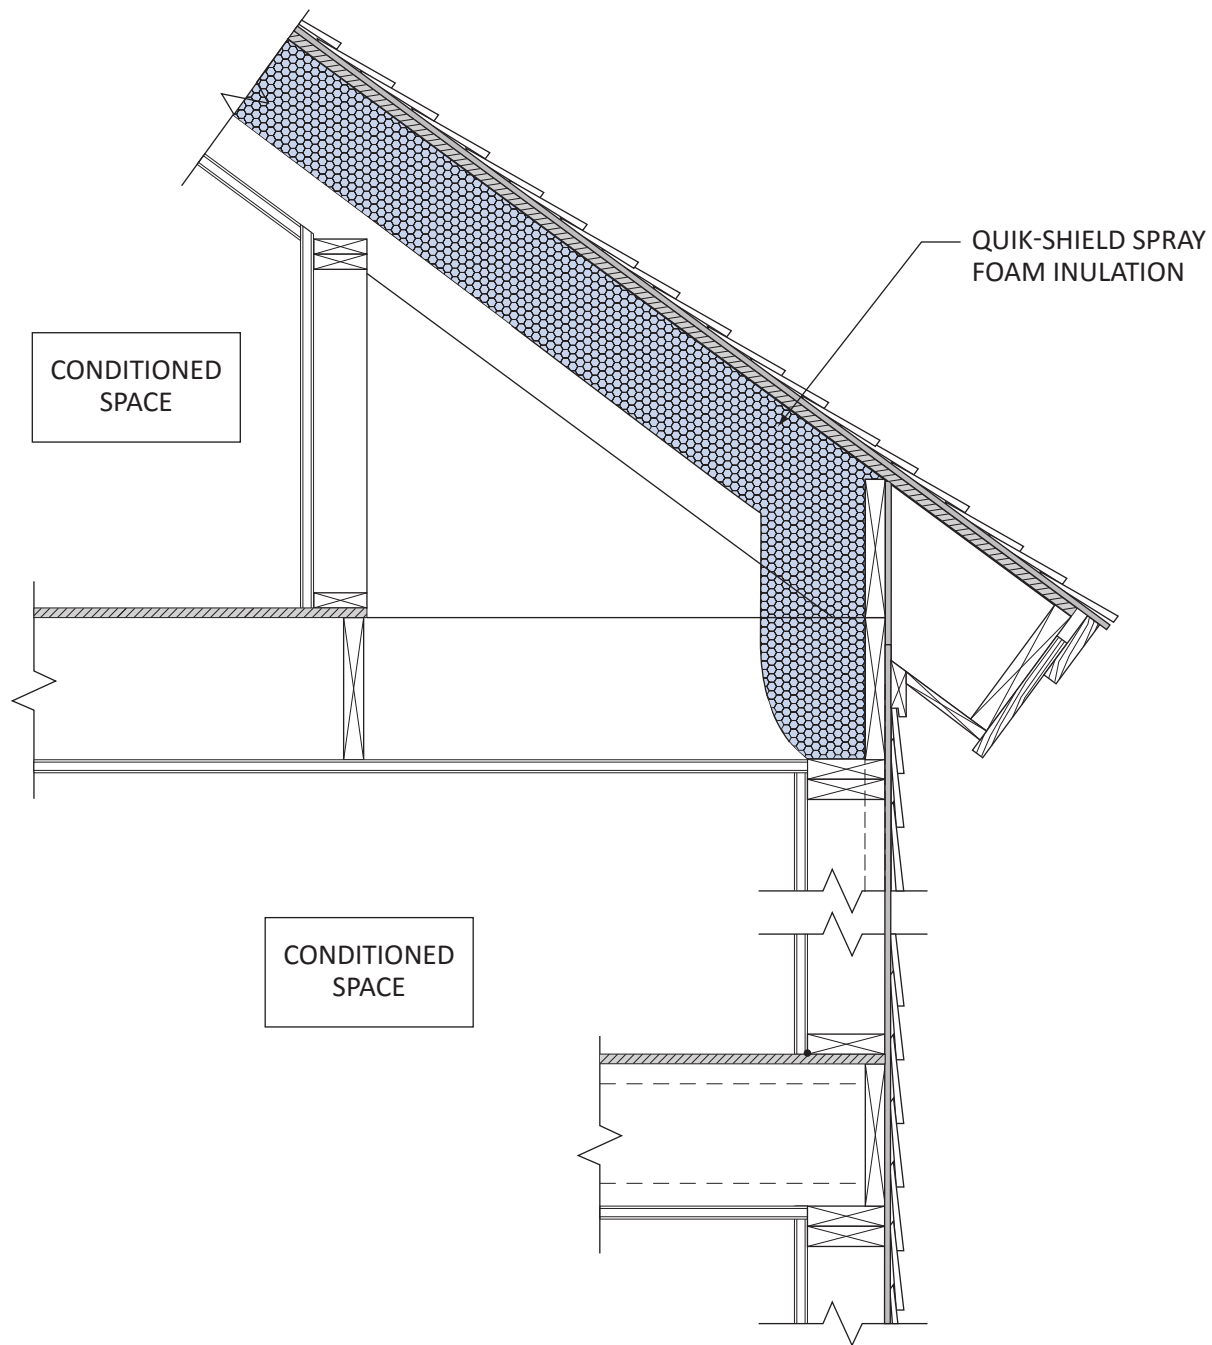 QUIK-SHIELD SPRAY
FOAM INULATION
CONDITIONED
SPACE
CONDITIONED
SPACE